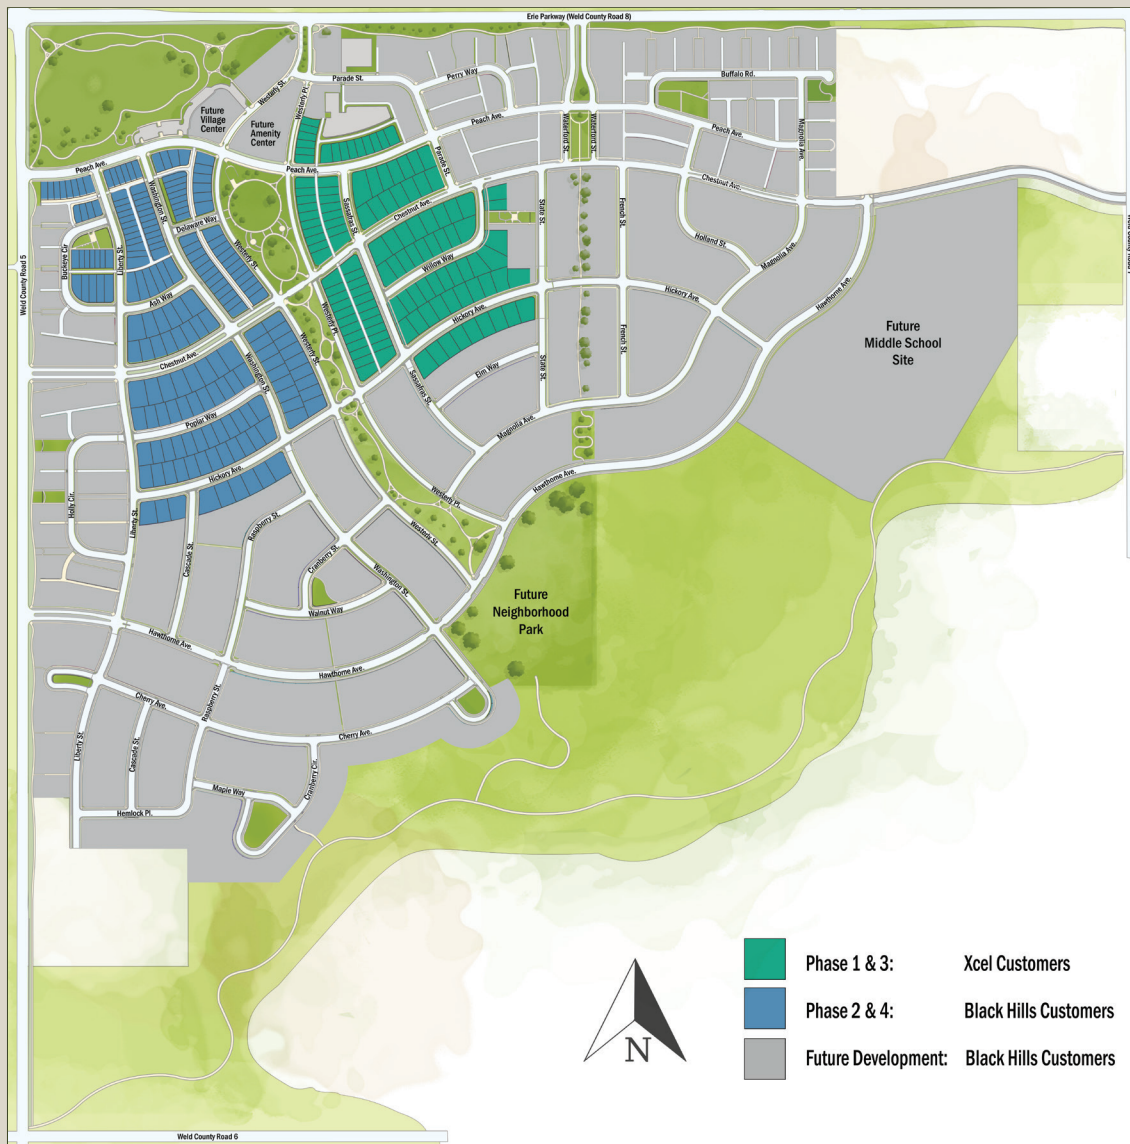 Erie Parkway (Weld County Road 8)
Parade St.
Perry Way
Buffalo Rd.
Westerly St.
Westerly Pl.
Future
Village
Center
Future
Amenity
Center
Peach Ave.
Waterford St.
Waterford St.
Peach Ave.
Magnolia Ave.
Peach Ave.
Peach Ave.
Parade St.
Chestnut Ave.
Washington St.
Delaware Way
Sassafras St.
Chestnut Ave.
State St.
French St.
Buckeye Cir
Liberty St.
Westerly St.
Willow Way
Holland St.
Magnolia Ave.
Weld County Road 5
Ash Way
Westerly Pl.
Hickory Ave.
Hickory Ave.
Hawthorne Ave.
Future
Middle School
Site
Chestnut Ave.
Washington St.
Westerly St.
French St.
Sassafras St.
Elm Way
State St.
Poplar Way
Magnolia Ave.
Hickory Ave.
Hawthorne Ave.
Holly Cir.
Liberty St.
Westerly Pl.
Raspberry St.
Westerly St.
Cascade St.
Cranberry St.
Washington St.
Walnut Way
Future
Neighborhood
Park
Hawthorne Ave.
Hawthorne Ave.
Cherry Ave.
Raspberry St.
Cherry Ave.
Liberty St.
Cascade St.
Cranberry Cir.
Maple Way
Hemlock Pl.
Phase 1 & 3: Xcel Customers
Phase 2 & 4: Black Hills Customers
Future Development: Black Hills Customers
N
Weld County Road 6